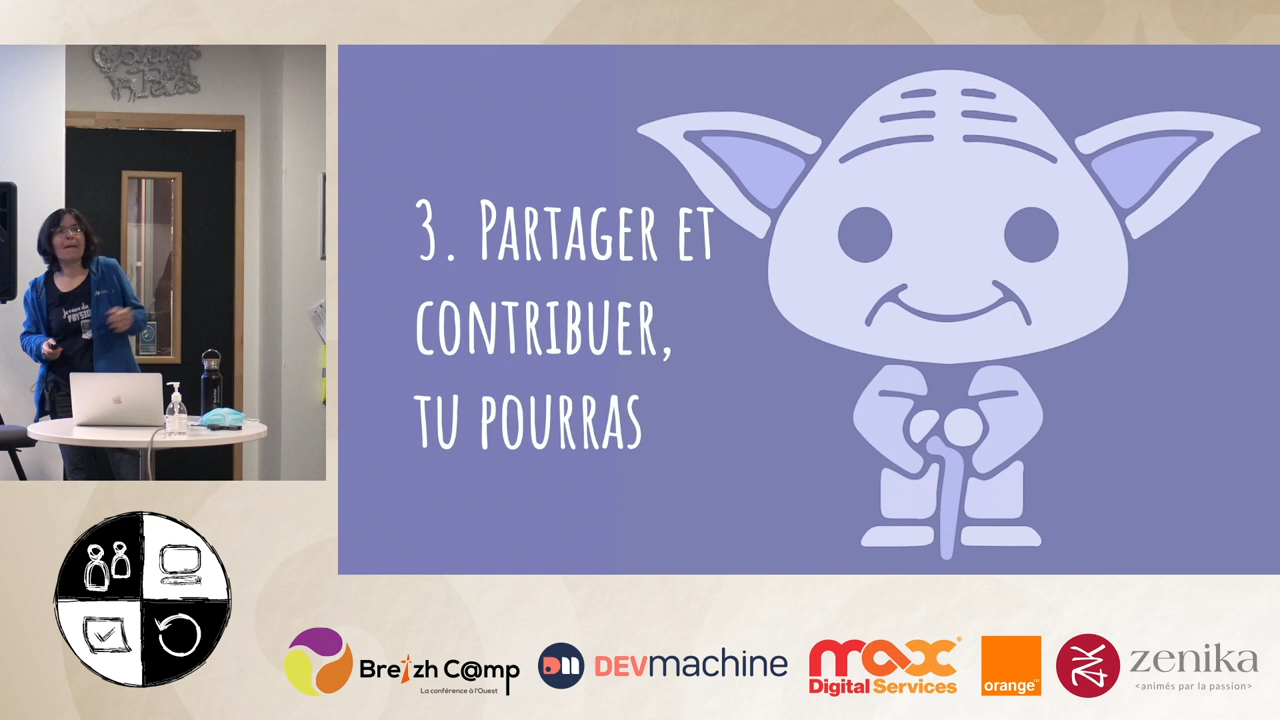 3. Partager et
contribuer,
tu pourras
Breizh C@mp
La conférence à l'Ouest
DEVmachine
max
Digital Services
orange
zenika
<animés par la passion>